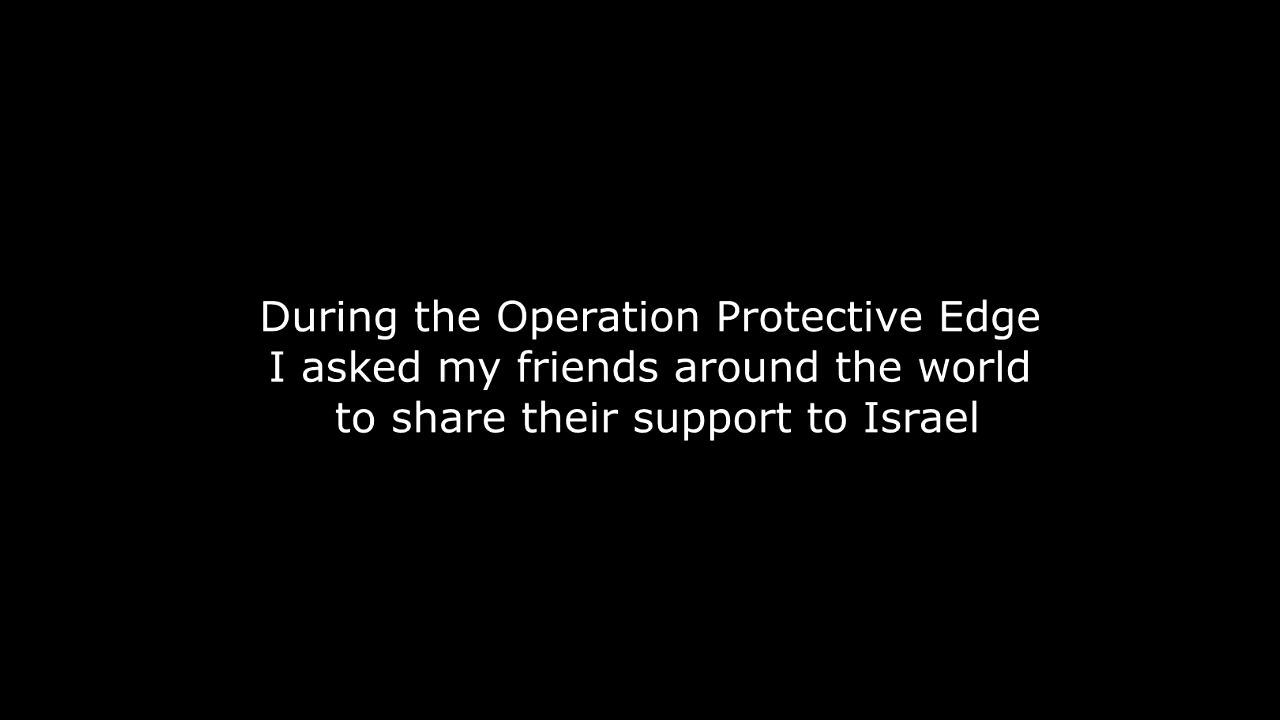 During the Operation Protective Edge
I asked my friends around the world
to share their support to Israel